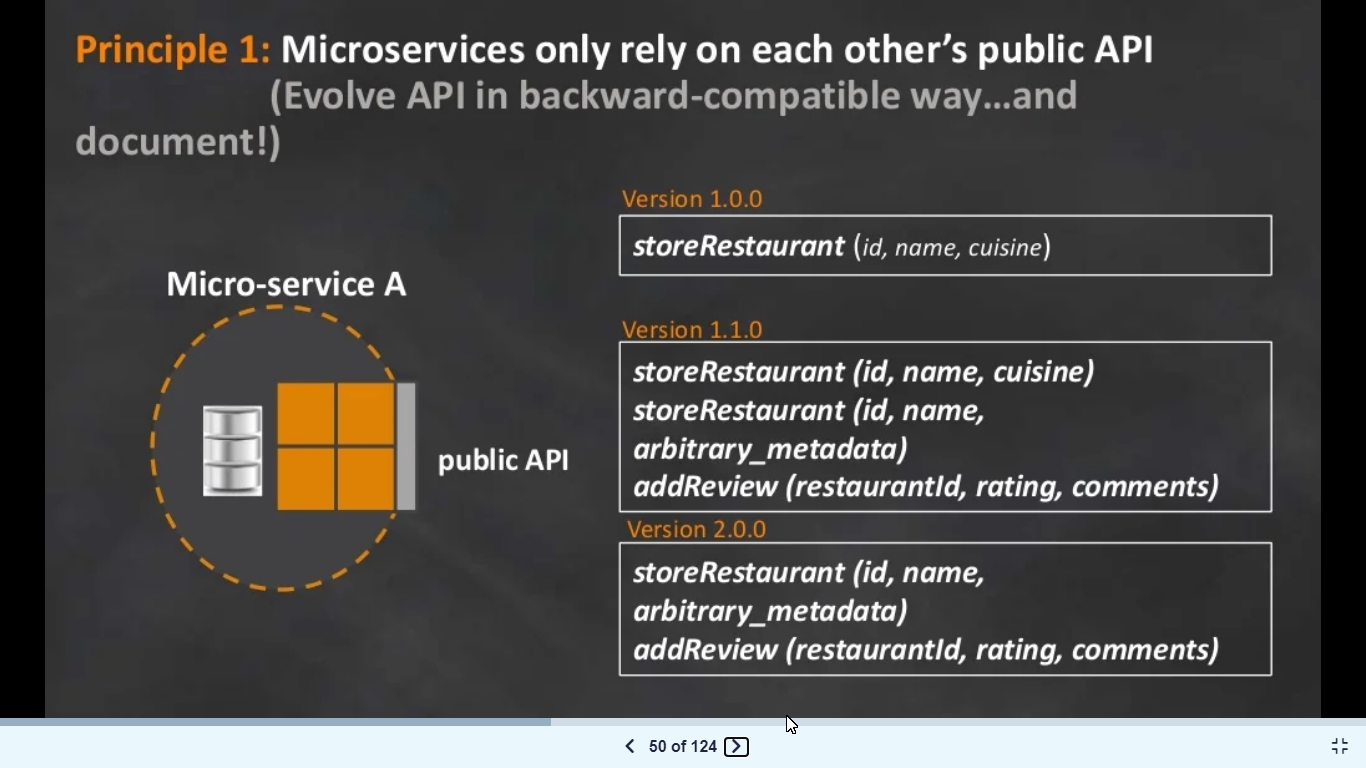 Principle 1: Microservices only rely on each other’s public API
(Evolve API in backward-compatible way…and
document!)
Version 1.0.0
storeRestaurant (id, name, cuisine)
Micro-service A
Version 1.1.0
storeRestaurant (id, name, cuisine)
storeRestaurant (id, name,
arbitrary_metadata)
addReview (restaurantId, rating, comments)
public API
Version 2.0.0
storeRestaurant (id, name,
arbitrary_metadata)
addReview (restaurantId, rating, comments)
50 of 124